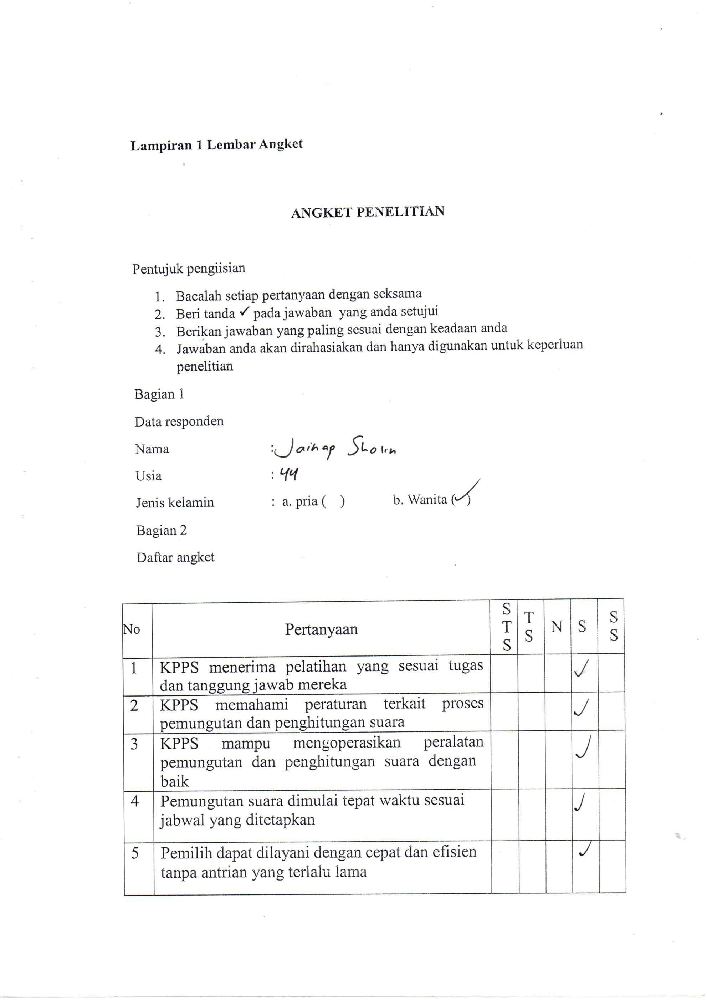 Lampiran 1 Lembar Angket
ANGKET PENELITIAN
Pentujuk pengiisian
1. Bacalah setiap pertanyaan dengan seksama
2. Beri tanda ✓ pada jawaban yang anda setujui
3. Berikan jawaban yang paling sesuai dengan keadaan anda
4. Jawaban anda akan dirahasiakan dan hanya digunakan untuk keperluan
penelitian
Bagian 1
Data responden
Nama : Jainap
Usia : 44
Jenis kelamin : a. pria ( ) b. Wanita (✓)
Bagian 2
Daftar angket
No Pertanyaan STS TS N S SS
1 KPPS menerima pelatihan yang sesuai tugas ✓
dan tanggung jawab mereka
2 KPPS memahami peraturan terkait proses ✓
pemungutan dan penghitungan suara
3 KPPS mampu mengoperasikan peralatan ✓
pemungutan dan penghitungan suara dengan
baik
4 Pemungutan suara dimulai tepat waktu sesuai ✓
jabwal yang ditetapkan
5 Pemilih dapat dilayani dengan cepat dan efisien ✓
tanpa antrian yang terlalu lama